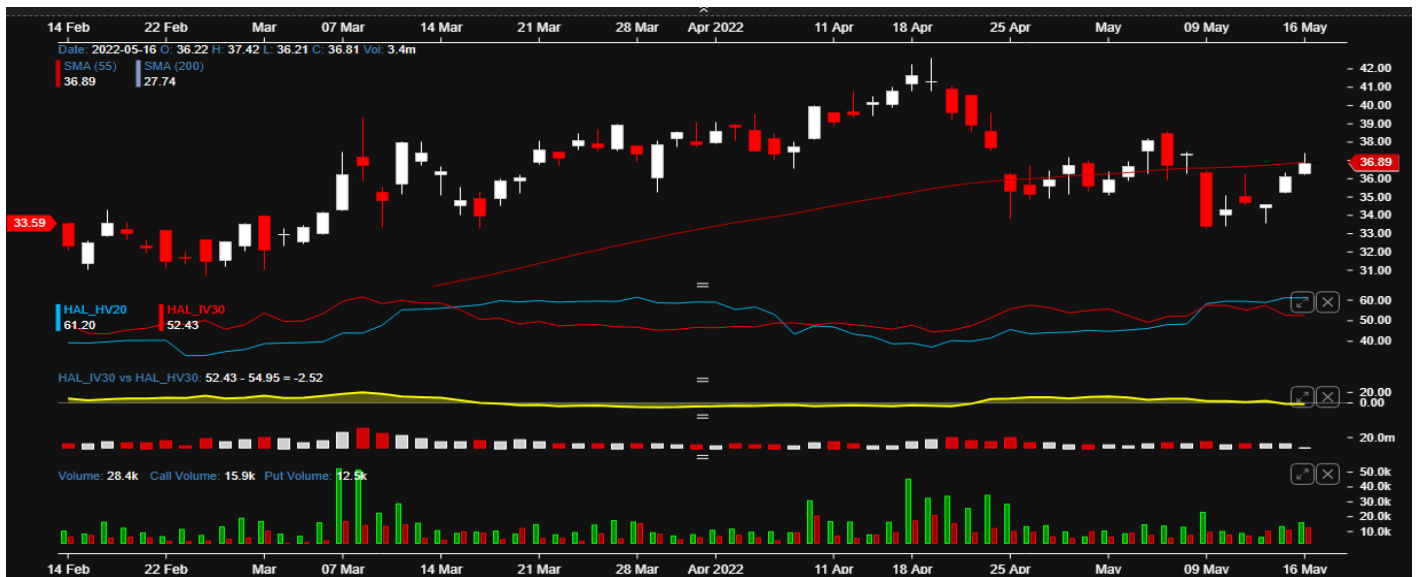 14 Feb 22 Feb Mar 07 Mar 14 Mar 21 Mar 28 Mar Apr 2022 11 Apr 18 Apr 25 Apr May 09 May 16 May
Date: 2022-05-16 O: 36.22 H: 37.42 L: 36.21 C: 36.81 Vol: 3.4m
SMA (55) SMA (200)
36.89 27.74
42.00
41.00
40.00
39.00
38.00
36.89
36.00
35.00
34.00
33.59
33.00
32.00
31.00
HAL_HV20 HAL_IV30
61.20 52.43
60.00
50.00
40.00
HAL_IV30 vs HAL_HV30: 52.43 - 54.95 = -2.52
20.00
0.00
20.0m
Volume: 28.4k Call Volume: 15.9k Put Volume: 12.5k
50.0k
40.0k
30.0k
20.0k
10.0k
14 Feb 22 Feb Mar 07 Mar 14 Mar 21 Mar 28 Mar Apr 2022 11 Apr 18 Apr 25 Apr May 09 May 16 May